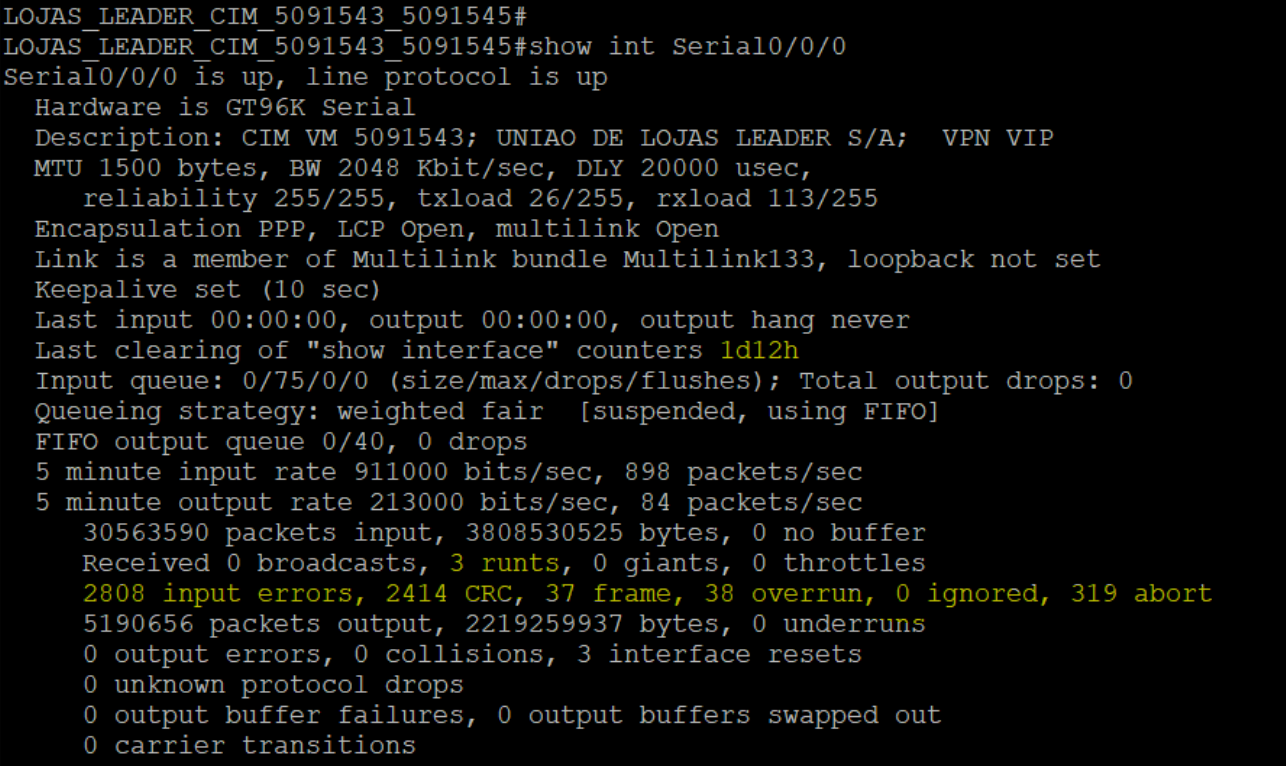 LOJAS_LEADER_CIM_5091543_5091545#
LOJAS_LEADER_CIM_5091543_5091545#show int Serial0/0/0
Serial0/0/0 is up, line protocol is up
Hardware is GT96K Serial
Description: CIM VM 5091543; UNIAO DE LOJAS LEADER S/A;  VPN VIP
MTU 1500 bytes, BW 2048 Kbit/sec, DLY 20000 usec,
reliability 255/255, txload 26/255, rxload 113/255
Encapsulation PPP, LCP Open, multilink Open
Link is a member of Multilink bundle Multilink133, loopback not set
Keepalive set (10 sec)
Last input 00:00:00, output 00:00:00, output hang never
Last clearing of "show interface" counters 1d12h
Input queue: 0/75/0/0 (size/max/drops/flushes); Total output drops: 0
Queueing strategy: weighted fair  [suspended, using FIFO]
FIFO output queue 0/40, 0 drops
5 minute input rate 911000 bits/sec, 898 packets/sec
5 minute output rate 213000 bits/sec, 84 packets/sec
30563590 packets input, 3808530525 bytes, 0 no buffer
Received 0 broadcasts, 3 runts, 0 giants, 0 throttles
2808 input errors, 2414 CRC, 37 frame, 38 overrun, 0 ignored, 319 abort
5190656 packets output, 2219259937 bytes, 0 underruns
0 output errors, 0 collisions, 3 interface resets
0 unknown protocol drops
0 output buffer failures, 0 output buffers swapped out
0 carrier transitions